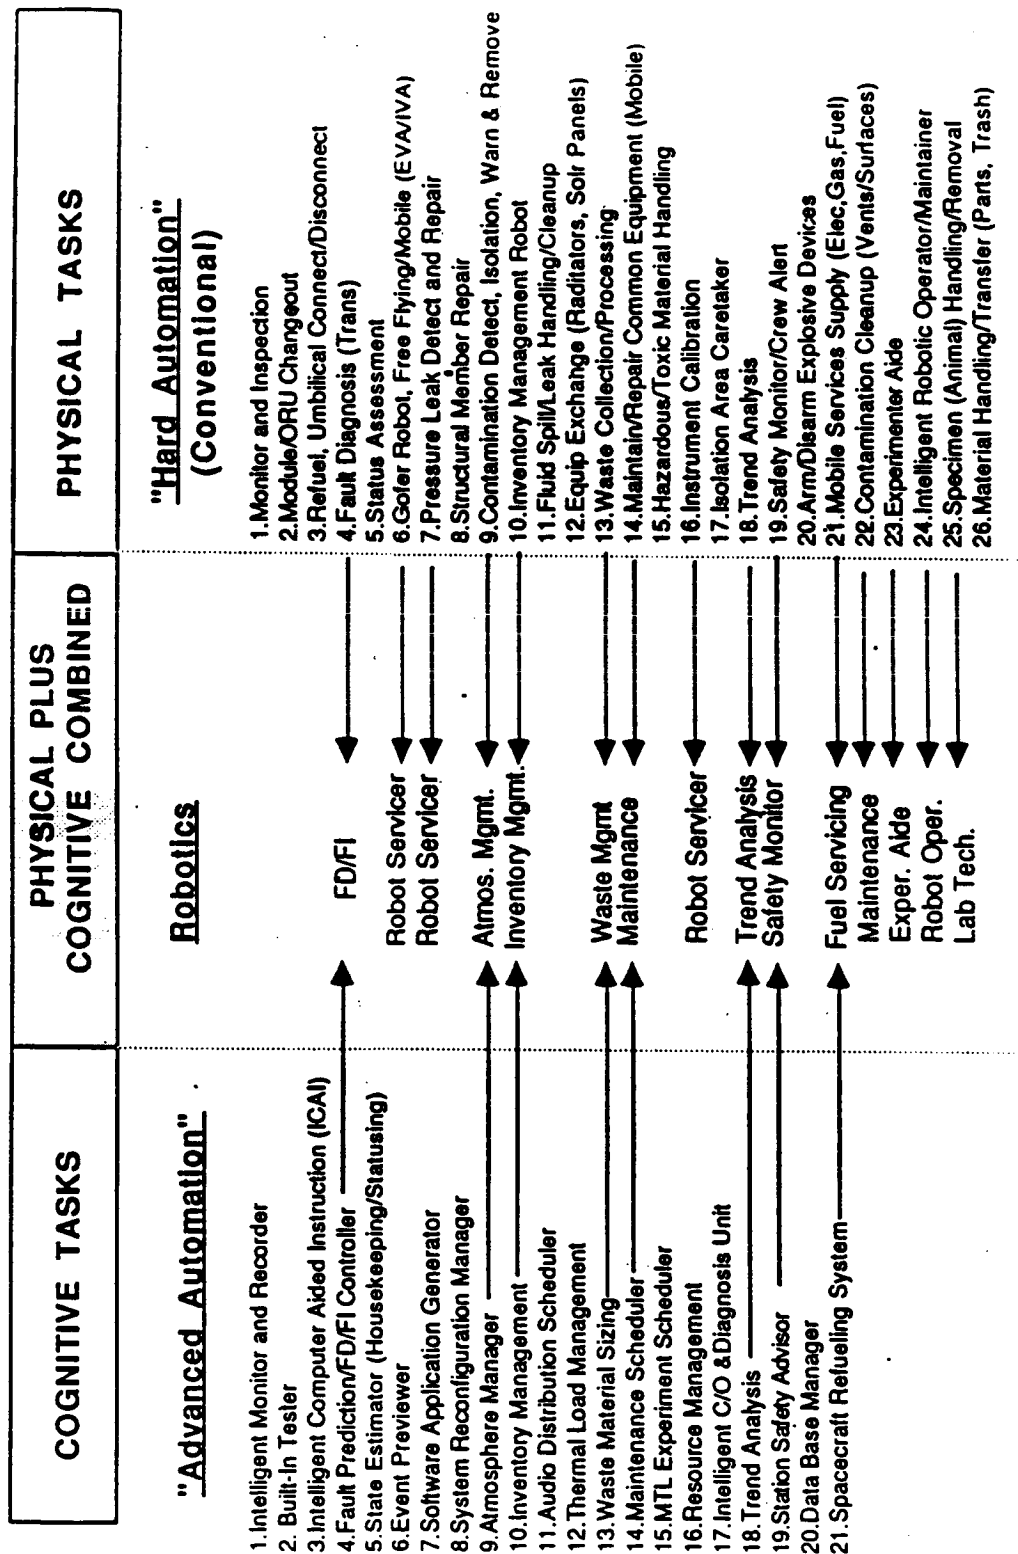 COGNITIVE TASKS
PHYSICAL PLUS
COGNITIVE COMBINED
PHYSICAL TASKS
"Advanced Automation"
1.Intelligent Monitor and Recorder
2. Built-In Tester
3.Intelligent Computer Aided Instruction (ICAI)
4.Fault Prediction/FD/FI Controller
5.State Estimator (Housekeeping/Statusing)
6.Event Previewer
7.Software Application Generator
8.System Reconfiguration Manager
9.Atmosphere Manager
10.Inventory Management
11.Audio Distribution Scheduler
12.Thermal Load Management
13.Waste Material Sizing
14.Maintenance Scheduler
15.MTL Experiment Scheduler
16.Resource Management
17.Intelligent C/O &Diagnosis Unit
18.Trend Analysis
19.Station Safety Advisor
20.Data Base Manager
21.Spacecraft Refueling System
Robotics
FD/FI
Robot Servicer
Robot Servicer
Atmos. Mgmt.
Inventory Mgmt.
Waste Mgmt
Maintenance
Robot Servicer
Trend Analysis
Safety Monitor
Fuel Servicing
Maintenance
Exper. Aide
Robot Oper.
Lab Tech.
"Hard Automation"
(Conventional)
1.Monitor and Inspection
2.Module/ORU Changeout
3.Refuel, Umbilical Connect/Disconnect
4.Fault Diagnosis (Trans)
5.Status Assessment
6.Gofer Robot, Free Flying/Mobile (EVA/IVA)
7.Pressure Leak Detect and Repair
8.Structural Member Repair
9.Contamination Detect, Isolation, Warn & Remove
10.Inventory Management Robot
11.Fluid Spill/Leak Handling/Cleanup
12.Equip Exchange (Raditators, Solr Panels)
13.Waste Collection/Processing
14.Maintain/Repair Common Equipment (Mobile)
15.Hazardous/Toxic Material Handling
16.Instrument Calibration
17.Isolation Area Caretaker
18.Trend Analysis
19.Safety Monitor/Crew Alert
20.Arm/Disarm Explosive Devices
21.Mobile Services Supply (Elec,Gas,Fuel)
22.Contamination Cleanup (Vents/Surfaces)
23.Experimenter Aide
24.Intelligent Robotic Operator/Maintainer
25.Specimen (Animal) Handling/Removal
26.Material Handling/Transfer (Parts, Trash)